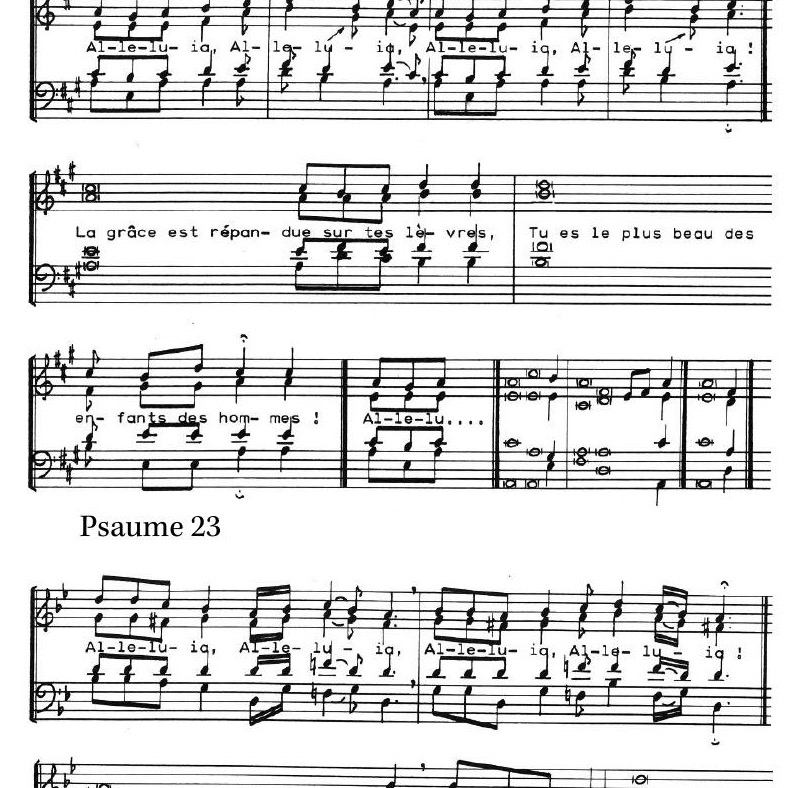 Al-le-lu- ia, Al- le- lu - ia, Al-le-lu- ia, Al- le- lu - ia !
La grâce est répan- due sur tes lè- vres, Tu es le plus beau des
en- fants des hom- mes ! Al-le-lu....
Psaume 23
Al-le-lu- ia, Al-le- lu - ia, Al-le-lu- ia, Al-le- lu - ia !